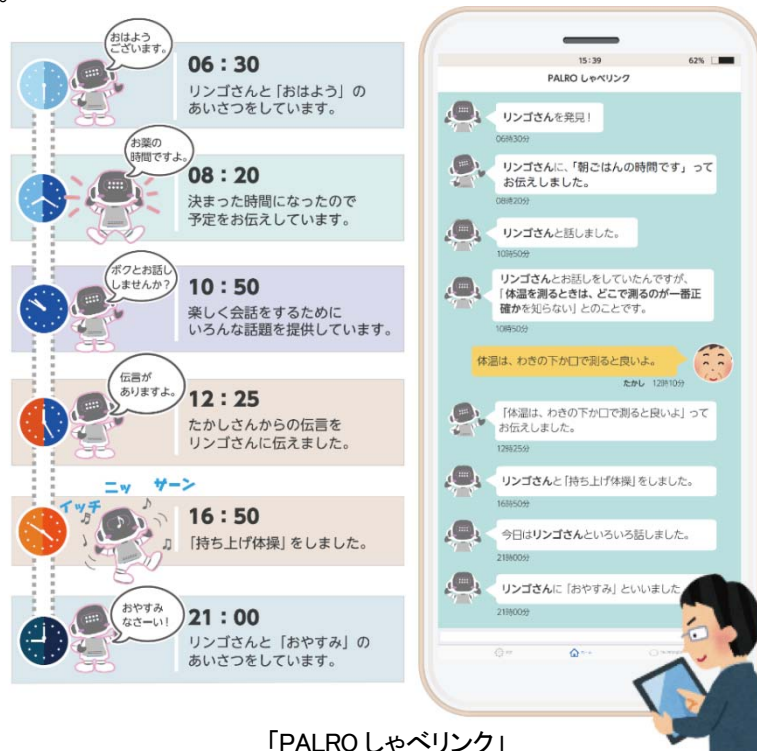 おはよう
ございます。
06：30
リンゴさんと「おはよう」の
あいさつをしています。
お薬の
時間ですよ。
08：20
決まった時間になったので
予定をお伝えしています。
ボクとお話し
しませんか？
10：50
楽しく会話をするために
いろんな話題を提供しています。
伝言が
ありますよ。
12：25
たかしさんからの伝言を
リンゴさんに伝えました。
イッチ
ニッ
サーン
16：50
「持ち上げ体操」をしました。
おやすみ
なさーい！
21：00
リンゴさんと「おやすみ」の
あいさつをしています。
15:39
62%
PALRO しゃべリンク
リンゴさんを発見！
06時30分
リンゴさんに、「朝ごはんの時間です」って
お伝えしました。
08時20分
リンゴさんと話しました。
10時50分
リンゴさんとお話しをしていたんですが、
「体温を測るときは、どこで測るのが一番正
確かを知らない」とのことです。
10時50分
体温は、わきの下か口で測ると良いよ。
たかし 12時10分
「体温は、わきの下か口で測ると良いよ」って
お伝えしました。
12時25分
リンゴさんと「持ち上げ体操」をしました。
16時50分
今日はリンゴさんといろいろ話しました。
21時00分
リンゴさんに「おやすみ」といいました
21時00分
「PALRO しゃべリンク」